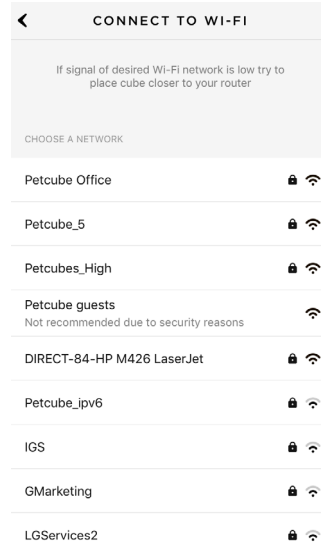 CONNECT TO WI-FI
If signal of desired Wi-Fi network is low try to
place cube closer to your router
CHOOSE A NETWORK
Petcube Office
Petcube_5
Petcubes_High
Petcube guests
Not recommended due to security reasons
DIRECT-84-HP M426 LaserJet
Petcube_ipv6
IGS
GMarketing
LGServices2